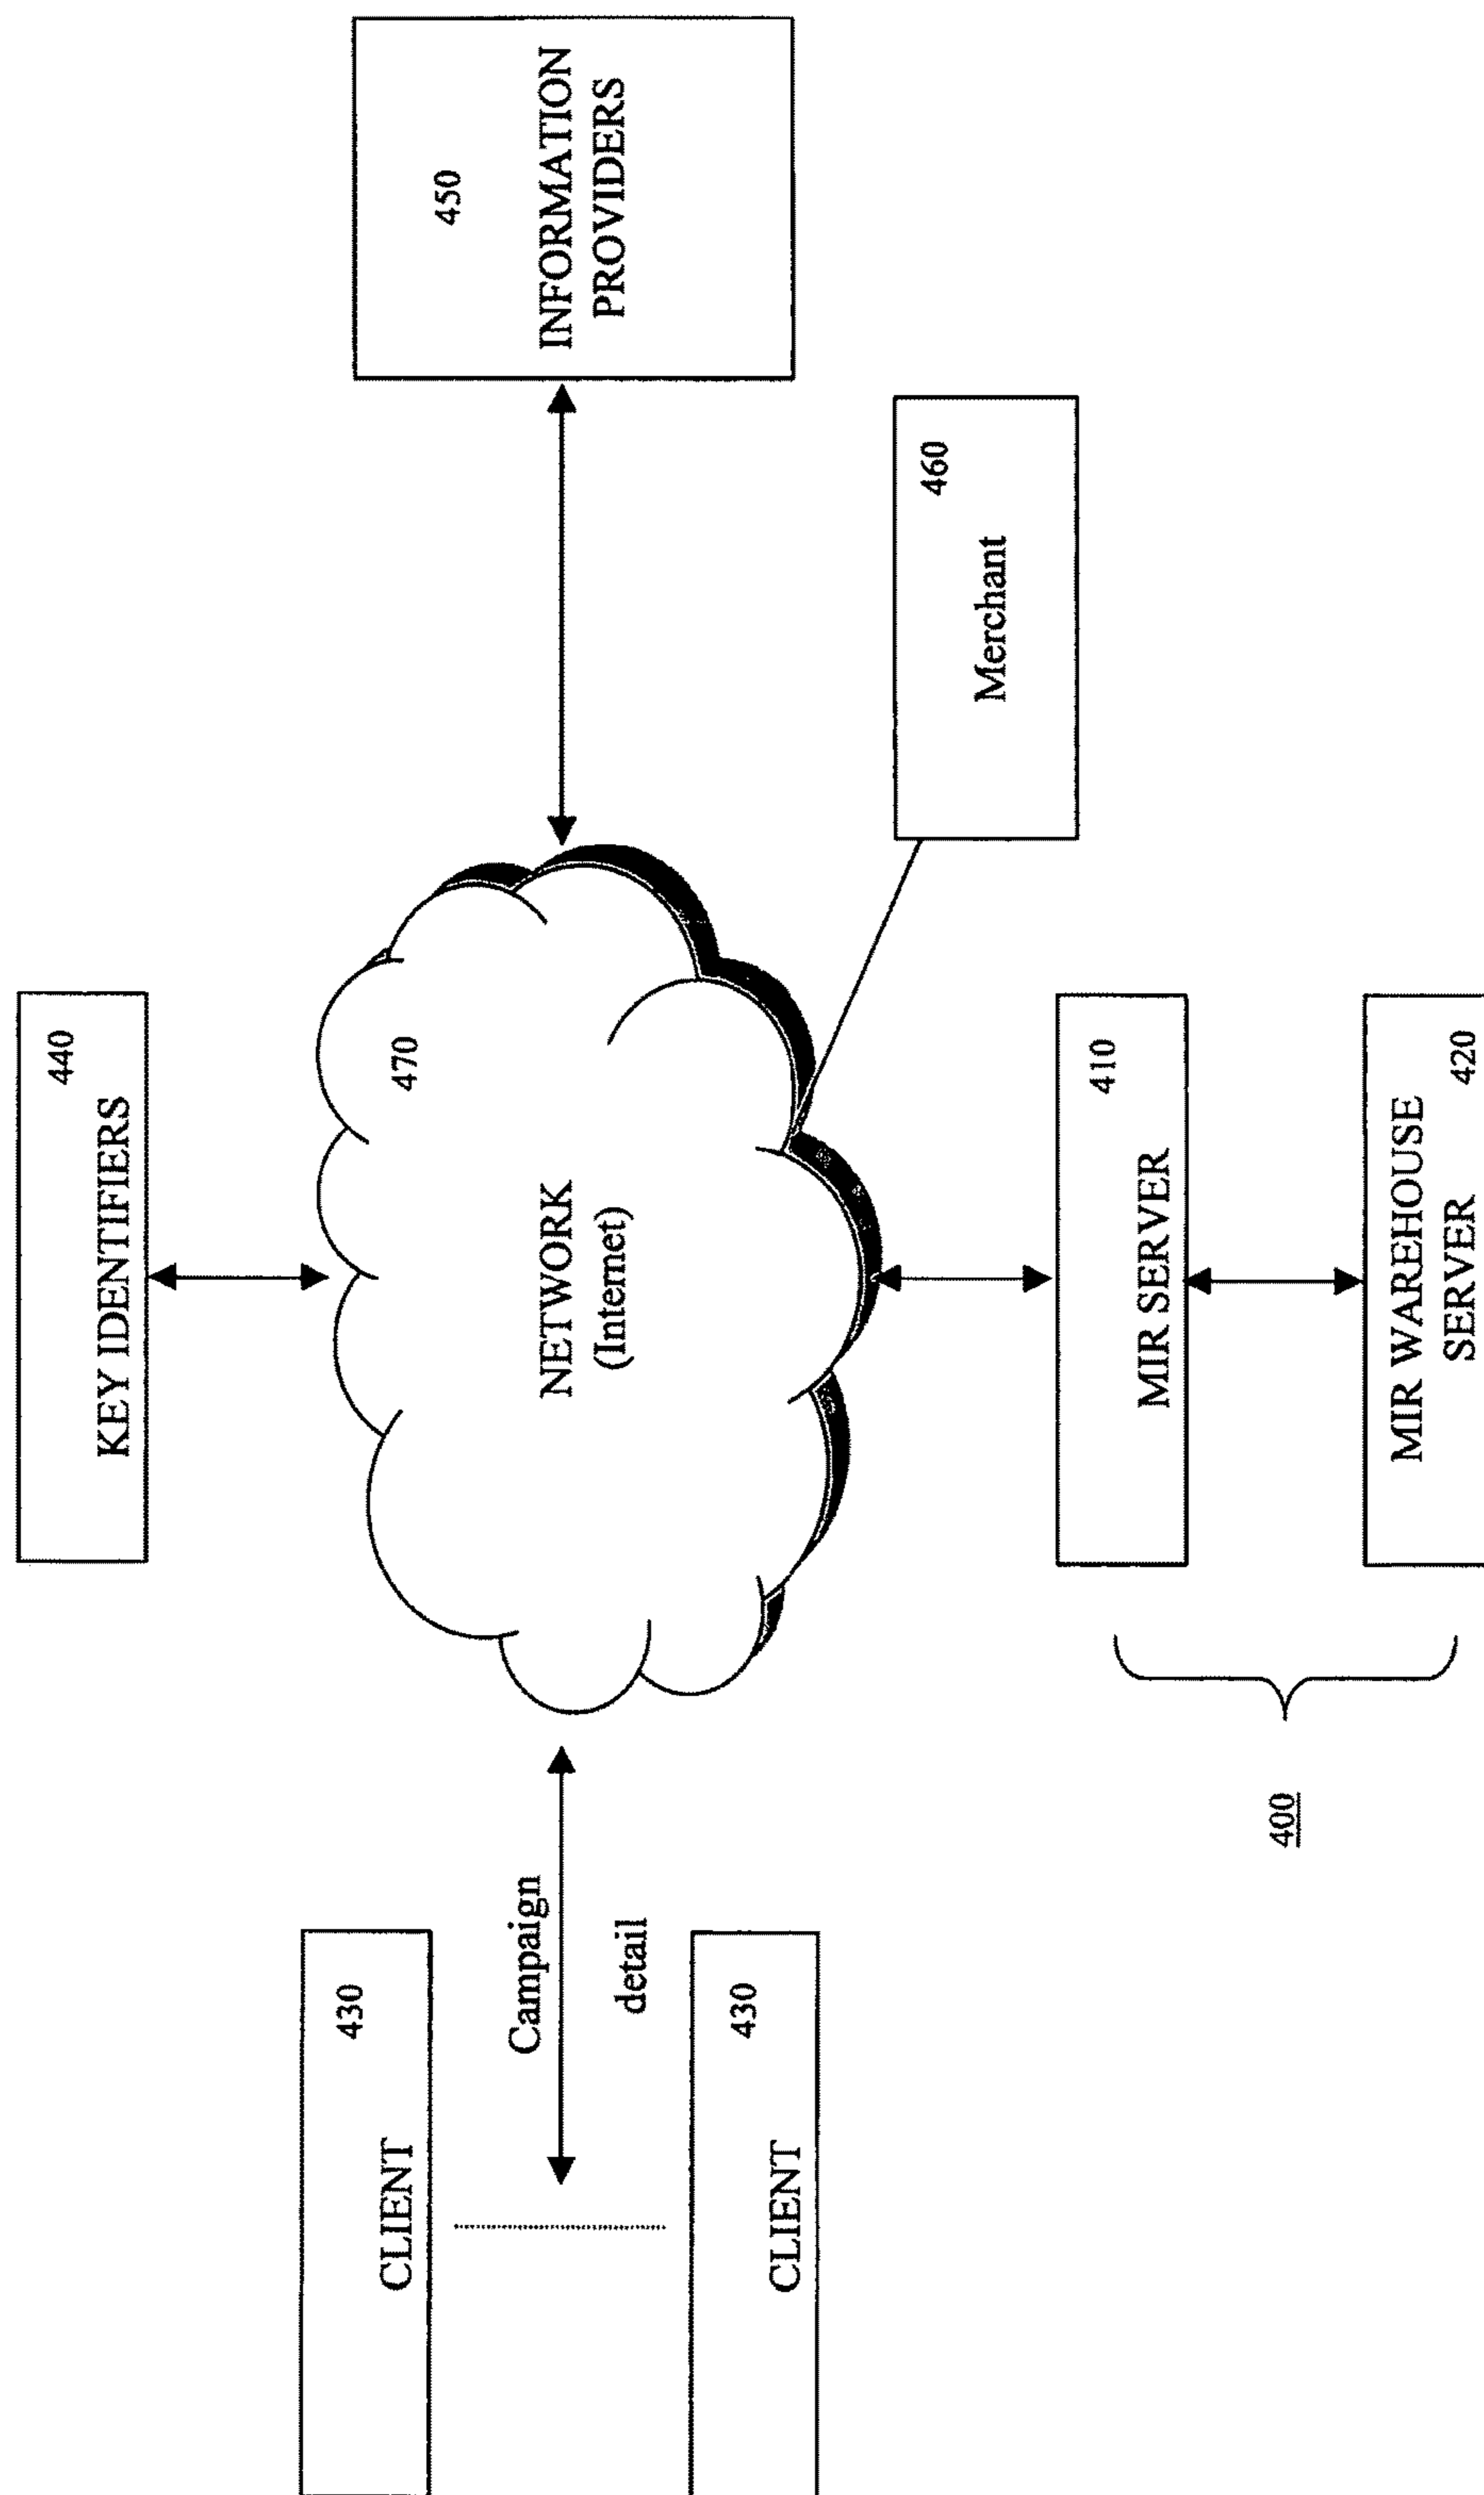 440
KEY IDENTIFIERS
430
CLIENT
Campaign
detail
430
CLIENT
470
NETWORK
(Internet)
450
INFORMATION
PROVIDERS
460
Merchant
410
MIR SERVER
420
MIR WAREHOUSE
SERVER
400